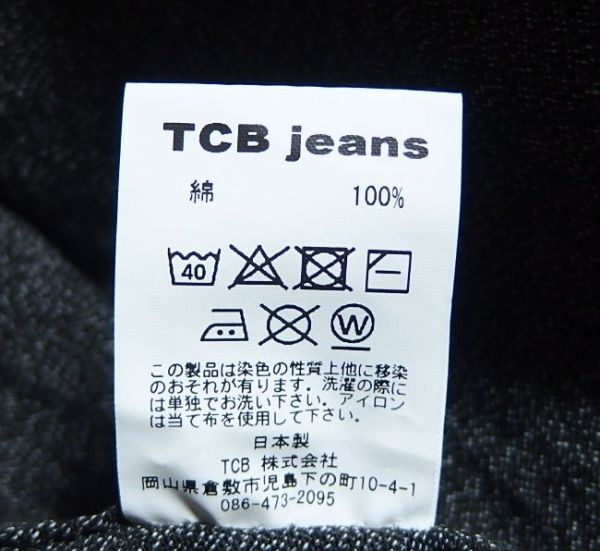 TCB jeans
綿 100%
40
W
この製品は染色の性質上他に移染
のおそれが有ります。洗濯の際に
は単独でお洗い下さい。アイロン
は当て布を使用して下さい。
日本製
TCB 株式会社
岡山県倉敷市児島下の町10-4-1
086-473-2095